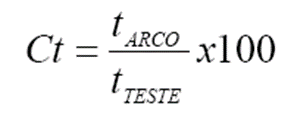 Ct = t_ARCO / t_TESTE x100